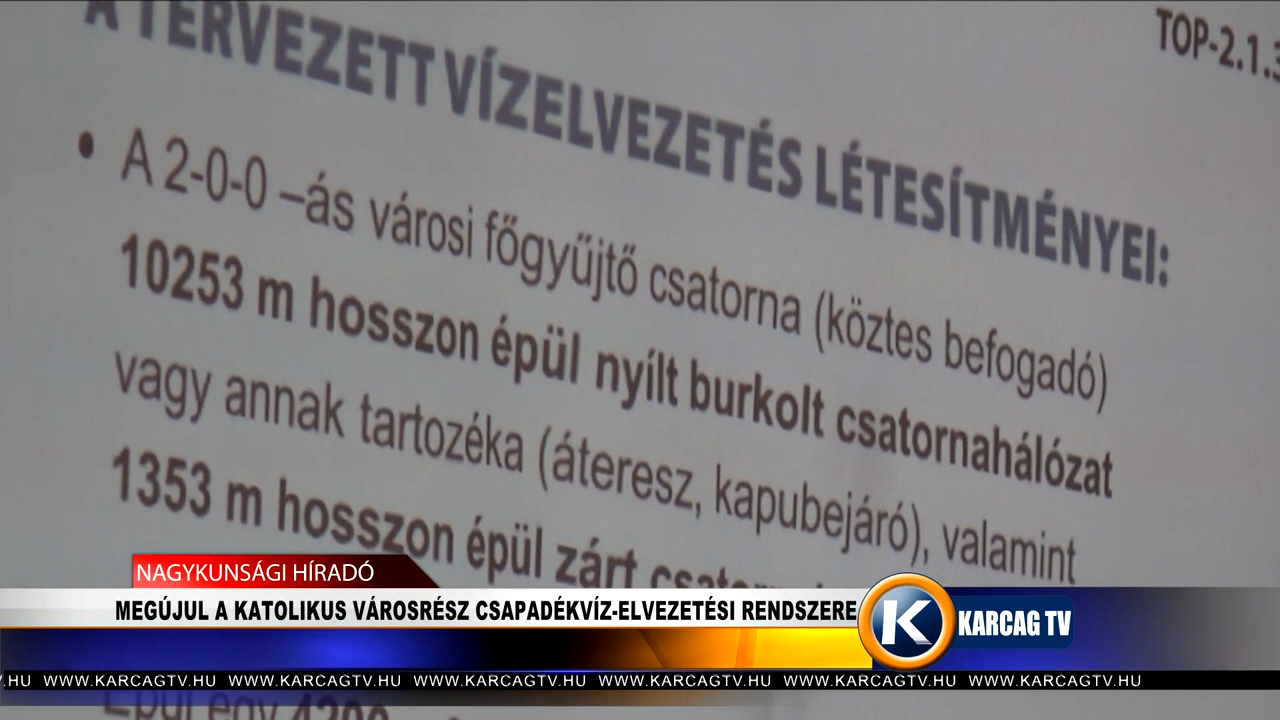 TOP-2.1.3
A TERVEZETT VÍZELVEZETÉS LÉTESÍTMÉNYEI:
• A 2-0-0 –ás városi főgyűjtő csatorna (köztes befogadó)
10253 m hosszon épül nyílt burkolt csatornahálózat
vagy annak tartozéka (áteresz, kapubejáró), valamint
1353 m hosszon épül zárt
NAGYKUNSÁGI HÍRADÓ
MEGÚJUL A KATOLIKUS VÁROSRÉSZ CSAPADÉKVÍZ-ELVEZETÉSI RENDSZERE
K KARCAG TV
V.HU WWW.KARCAGTV.HU WWW.KARCAGTV.HU WWW.KARCAGTV.HU WWW.KARCAGTV.HU WWW.KARCAGTV.HU WWW.KARCAGTV.HU
Épül egy